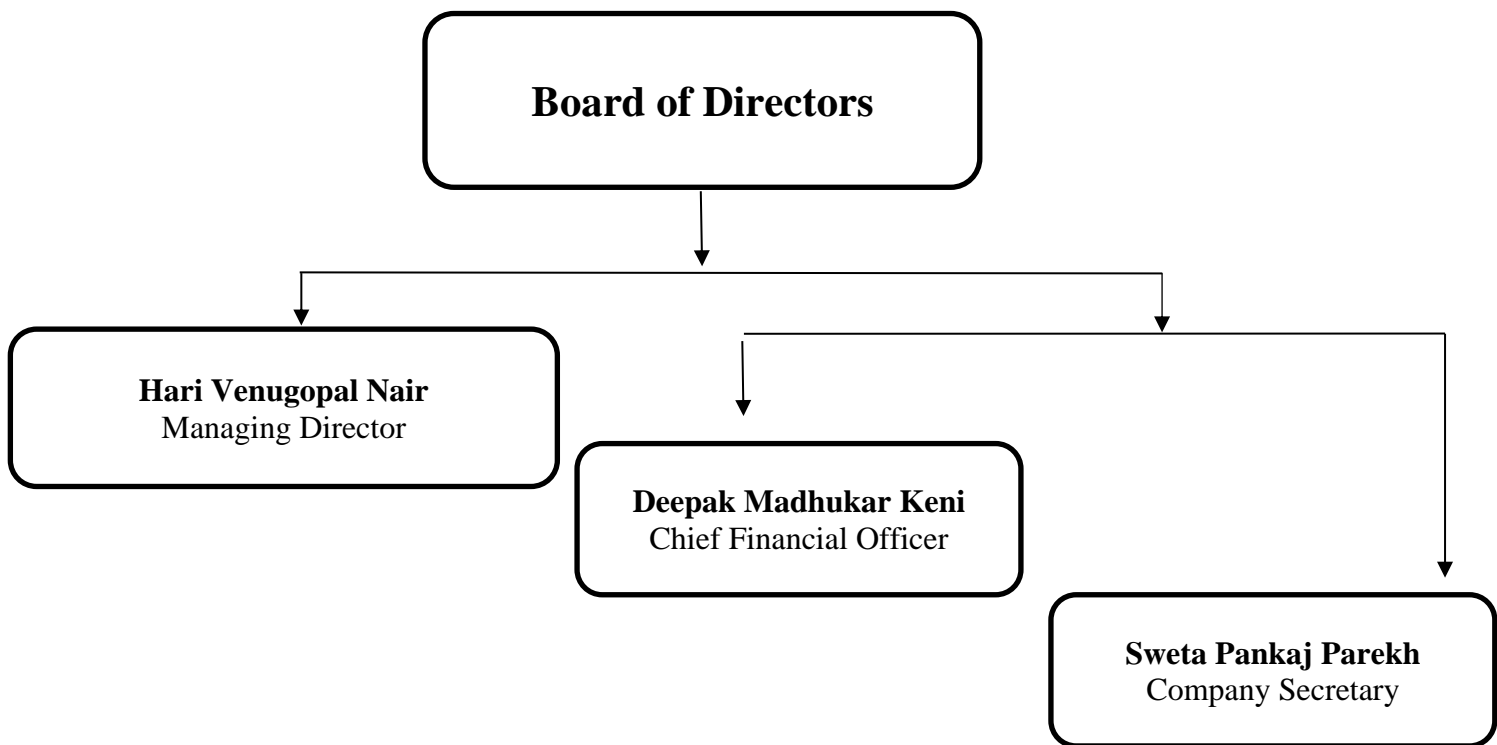 Board of Directors
Hari Venugopal Nair
Managing Director
Deepak Madhukar Keni
Chief Financial Officer
Sweta Pankaj Parekh
Company Secretary